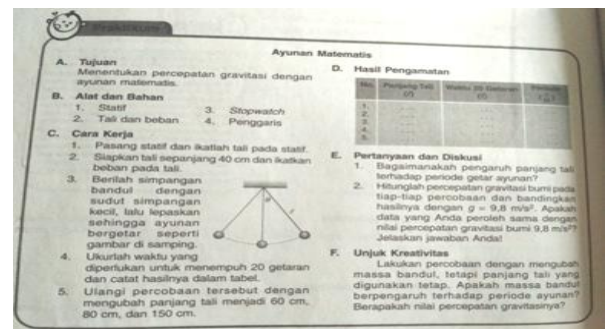 Praktikum
Ayunan Matematis
A. Tujuan
Menentukan percepatan gravitasi dengan
ayunan matematis.
B. Alat dan Bahan
1. Statif
2. Tali dan beban
3. Stopwatch
4. Penggaris
C. Cara Kerja
1. Pasang statif dan ikatlah tali pada statif.
2. Siapkan tali sepanjang 40 cm dan ikatkan
beban pada tali.
3. Berilah simpangan
bandul dengan
sudut simpangan
kecil, lalu lepaskan
sehingga ayunan
bergetar seperti
gambar di samping.
4. Ukurlah waktu yang
diperlukan untuk menempuh 20 getaran
dan catat hasilnya dalam tabel.
5. Ulangi percobaan tersebut dengan
mengubah panjang tali menjadi 60 cm,
80 cm, dan 150 cm.
D. Hasil Pengamatan
No. Panjang Tali Waktu 20 Getaran Periode
1.
2.
3.
4.
5.
E. Pertanyaan dan Diskusi
1. Bagaimanakah pengaruh panjang tali
terhadap periode getar ayunan?
2. Hitunglah percepatan gravitasi bumi pada
tiap-tiap percobaan dan bandingkan
hasilnya dengan g = 9,8 m/s². Apakah
data yang Anda peroleh sama dengan
nilai percepatan gravitasi bumi 9,8 m/s²?
Jelaskan jawaban Anda!
F. Unjuk Kreativitas
Lakukan percobaan dengan mengubah
massa bandul, tetapi panjang tali yang
digunakan tetap. Apakah massa bandul
berpengaruh terhadap periode ayunan?
Berapakah nilai percepatan gravitasinya?